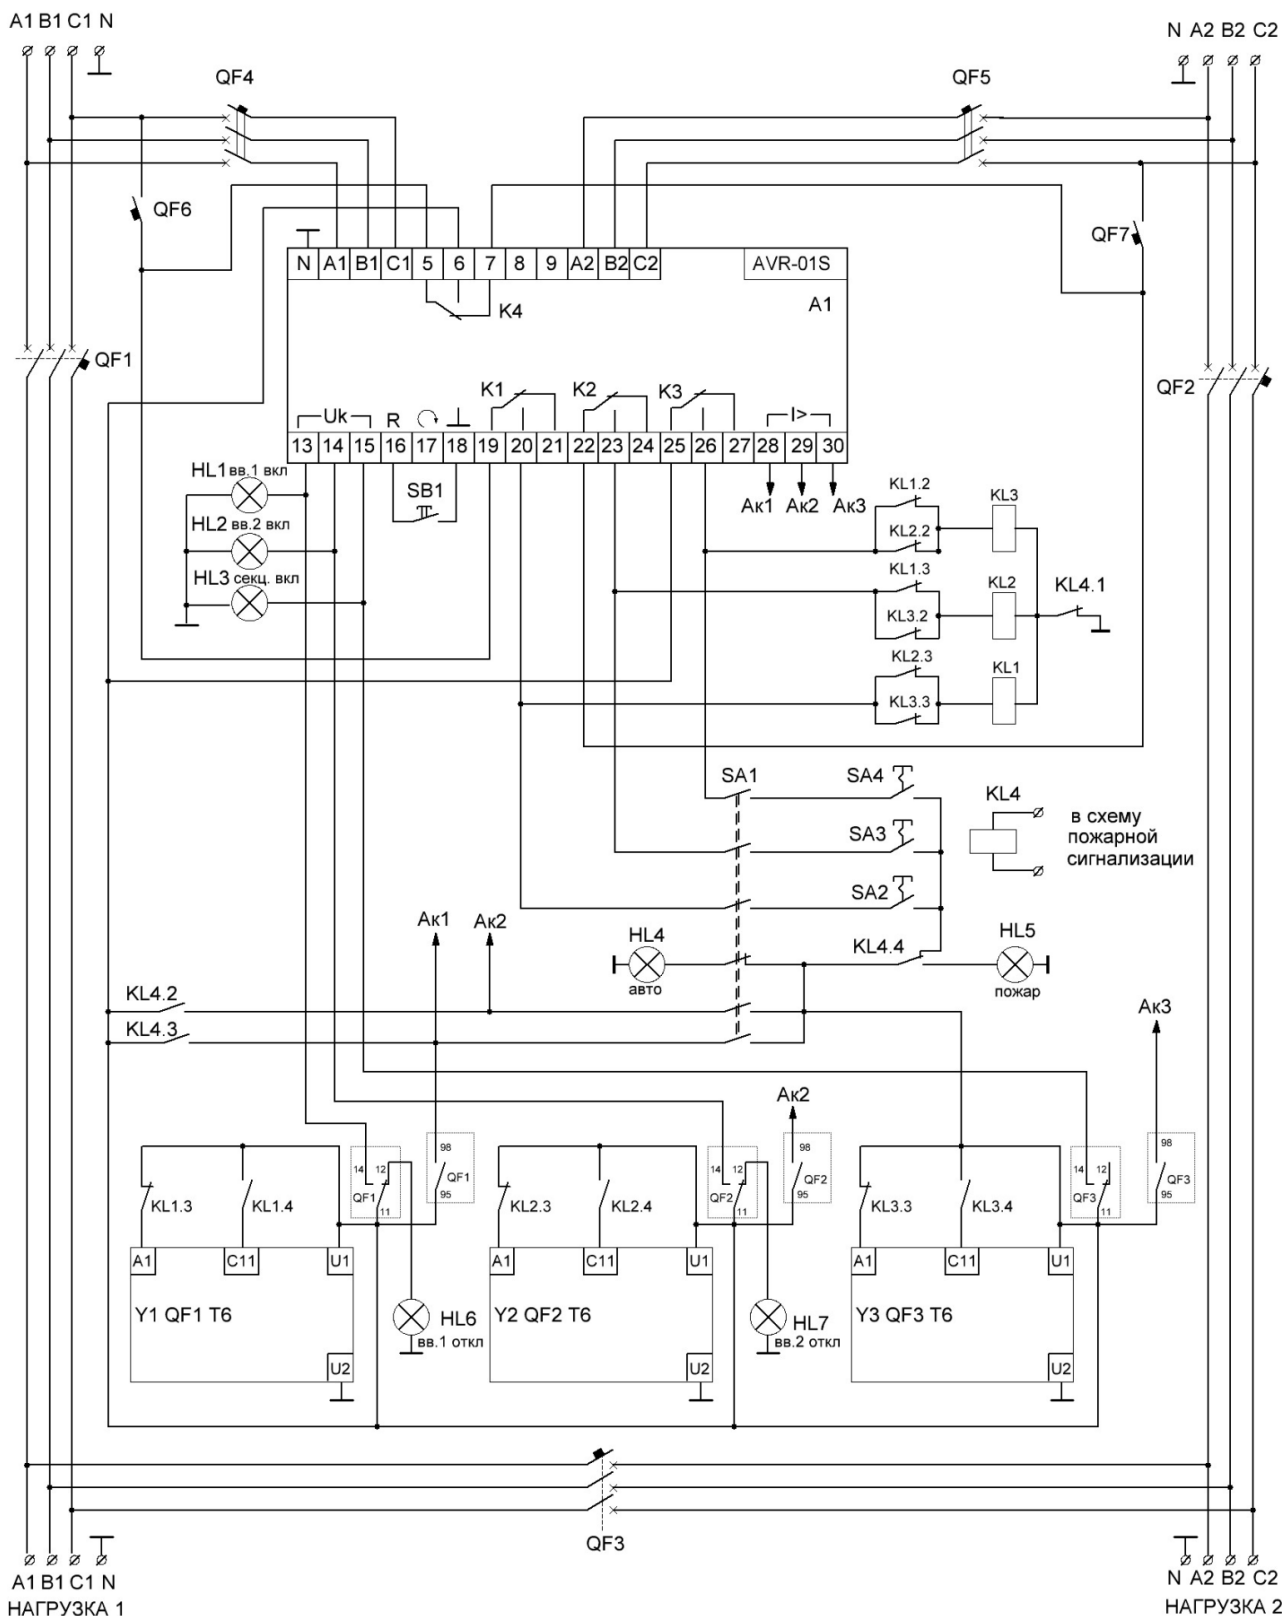 A1 B1 C1 N
N A2 B2 C2
QF4
QF5
QF6
QF7
N A1 B1 C1 5 6 7 8 9 A2 B2 C2
AVR-01S
K4
A1
QF1
QF2
K1
K2
K3
Uk
R
I>
13 14 15 16 17 18 19 20 21 22 23 24 25 26 27 28 29 30
HL1 вв.1 вкл
HL2 вв.2 вкл
HL3 секц. вкл
SB1
Ак1
Ак2
Ак3
KL1.2
KL3
KL2.2
KL1.3
KL2
KL4.1
KL3.2
KL2.3
KL1
KL3.3
SA1
SA4
KL4
в схему
пожарной
сигнализации
SA3
SA2
Ак1
Ак2
HL4
авто
KL4.4
HL5
пожар
KL4.2
KL4.3
Ак3
Ак2
14 12
QF1
11
98
QF1
95
14 12
QF2
11
98
QF2
95
14 12
QF3
11
98
QF3
95
KL1.3
KL1.4
KL2.3
KL2.4
KL3.3
KL3.4
A1 C11 U1
A1 C11 U1
A1 C11 U1
Y1 QF1 T6
HL6
вв.1 откл
Y2 QF2 T6
HL7
вв.2 откл
Y3 QF3 T6
U2
U2
U2
QF3
A1 B1 C1 N
НАГРУЗКА 1
N A2 B2 C2
НАГРУЗКА 2